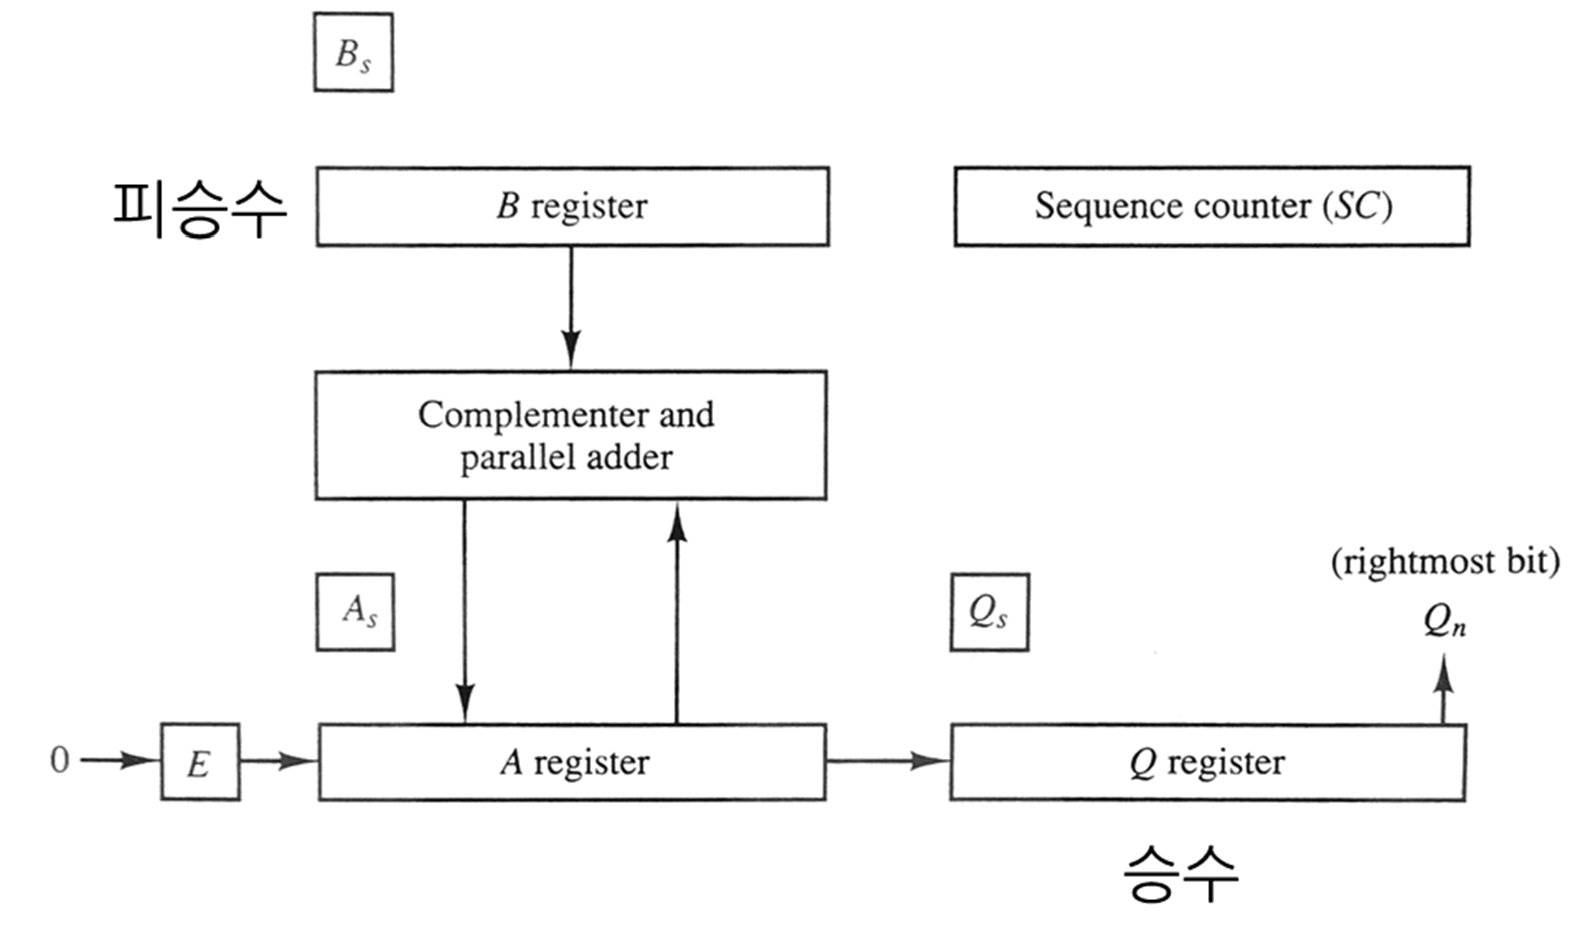 Bs
피승수
B register
Sequence counter (SC)
Complementer and
parallel adder
(rightmost bit)
As
Qs
Qn
0
E
A register
Q register
승수